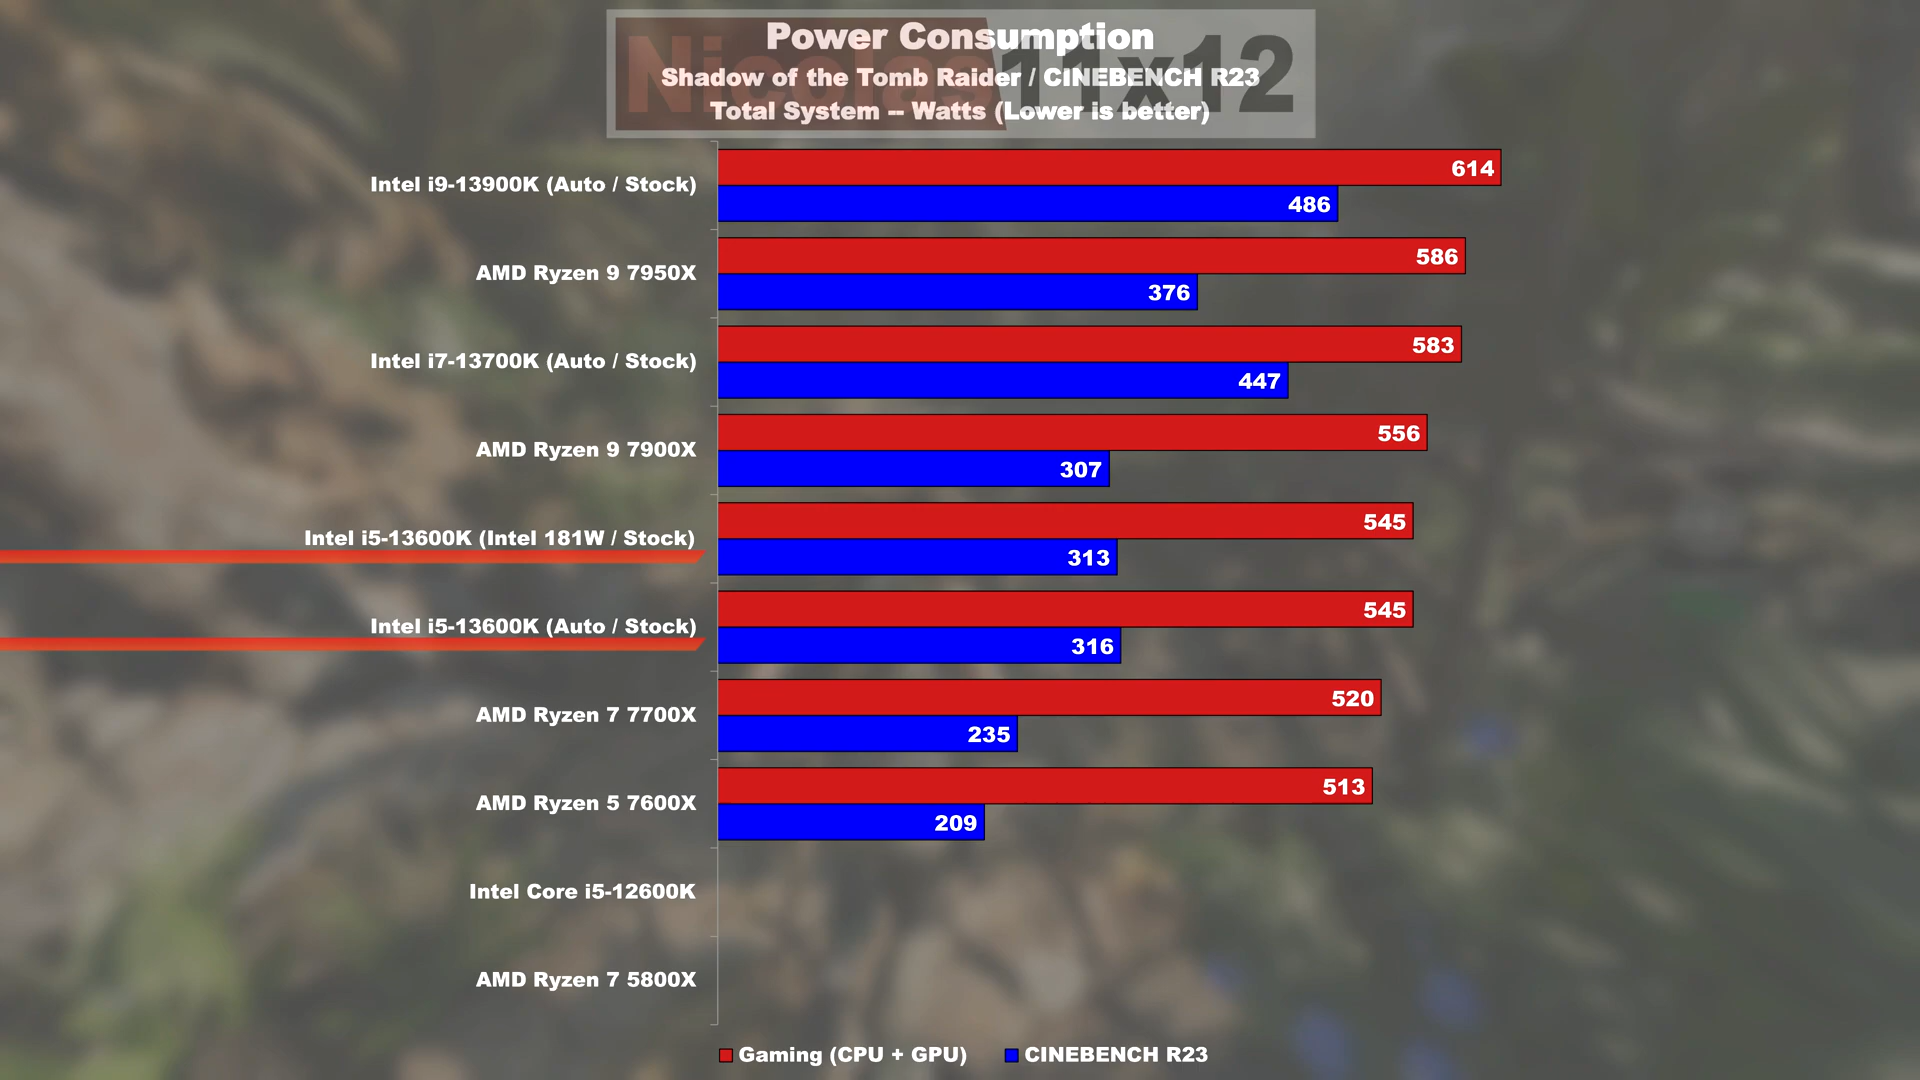 Nicolas11x12
Power Consumption
Shadow of the Tomb Raider / CINEBENCH R23
Total System -- Watts (Lower is better)
Intel i9-13900K (Auto / Stock)
614
486
AMD Ryzen 9 7950X
586
376
Intel i7-13700K (Auto / Stock)
583
447
AMD Ryzen 9 7900X
556
307
Intel i5-13600K (Intel 181W / Stock)
545
313
Intel i5-13600K (Auto / Stock)
545
316
AMD Ryzen 7 7700X
520
235
AMD Ryzen 5 7600X
513
209
Intel Core i5-12600K
AMD Ryzen 7 5800X
Gaming (CPU + GPU) CINEBENCH R23